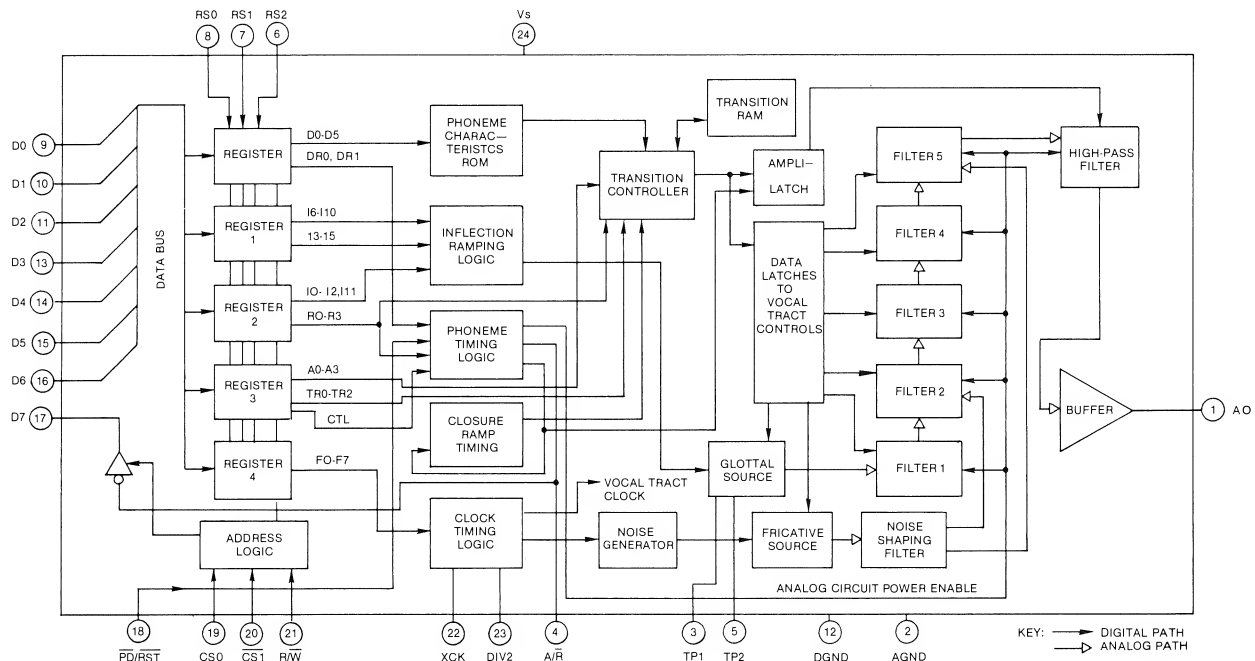 RS0 RS1 RS2 Vs
8 7 6 24
D0 9
D1 10
D2 11
D3 13
D4 14
D5 15
D6 16
D7 17
DATA BUS
REGISTER
D0-D5
DR0, DR1
REGISTER
1
I6-I10
13-15
REGISTER
2
IO- I2,I11
RO-R3
REGISTER
3
A0-A3
TR0-TR2
CTL
REGISTER
4
FO-F7
ADDRESS
LOGIC
PHONEME
CHARAC—
TERISTCS
ROM
INFLECTION
RAMPING
LOGIC
PHONEME
TIMING
LOGIC
CLOSURE
RAMP
TIMING
CLOCK
TIMING
LOGIC
VOCAL TRACT
CLOCK
NOISE
GENERATOR
TRANSITION
CONTROLLER
TRANSITION
RAM
AMPLI-
LATCH
DATA
LATCHES
TO
VOCAL
TRACT
CONTROLS
GLOTTAL
SOURCE
FRICATIVE
SOURCE
NOISE
SHAPING
FILTER
FILTER 5
FILTER 4
FILTER 3
FILTER 2
FILTER 1
HIGH-PASS
FILTER
BUFFER
1 AO
ANALOG CIRCUIT POWER ENABLE
18 19 20 21 22 23 4 3 5 12 2
P̅D̅/R̅S̅T̅ CS0 C̅S̅1̅ R/W̅ XCK DIV2 A/R̅ TP1 TP2 DGND AGND
KEY: DIGITAL PATH
ANALOG PATH